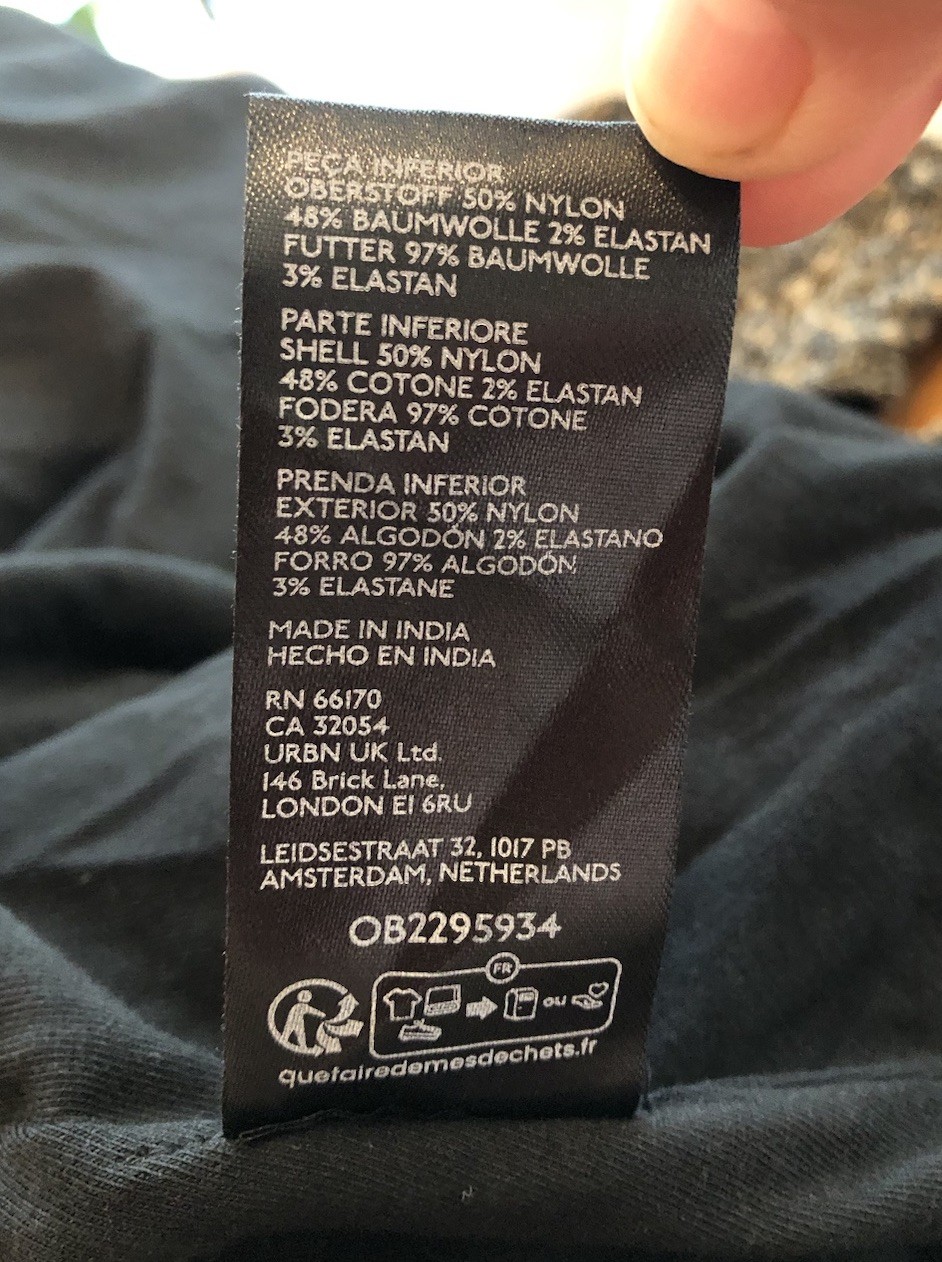 PEÇA INFERIOR
OBERSTOFF 50% NYLON
48% BAUMWOLLE 2% ELASTAN
FUTTER 97% BAUMWOLLE
3% ELASTAN
PARTE INFERIORE
SHELL 50% NYLON
48% COTONE 2% ELASTAN
FODERA 97% COTONE
3% ELASTAN
PRENDA INFERIOR
EXTERIOR 50% NYLON
48% ALGODÓN 2% ELASTANO
FORRO 97% ALGODÓN
3% ELASTANE
MADE IN INDIA
HECHO EN INDIA
RN 66170
CA 32054
URBN UK Ltd.
146 Brick Lane,
LONDON E1 6RU
LEIDSESTRAAT 32, 1017 PB
AMSTERDAM, NETHERLANDS
OB2295934
FR
ou
quefairedemesdechets.fr